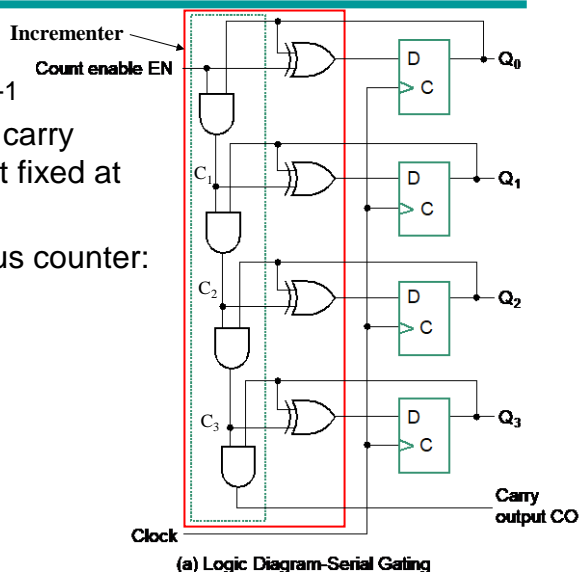 Incrementer
Count enable EN
-1
carry
t fixed at
us counter:
D
C
Q0
C1
D
C
Q1
C2
D
C
Q2
C3
D
C
Q3
Carry
output CO
Clock
(a) Logic Diagram-Serial Gating